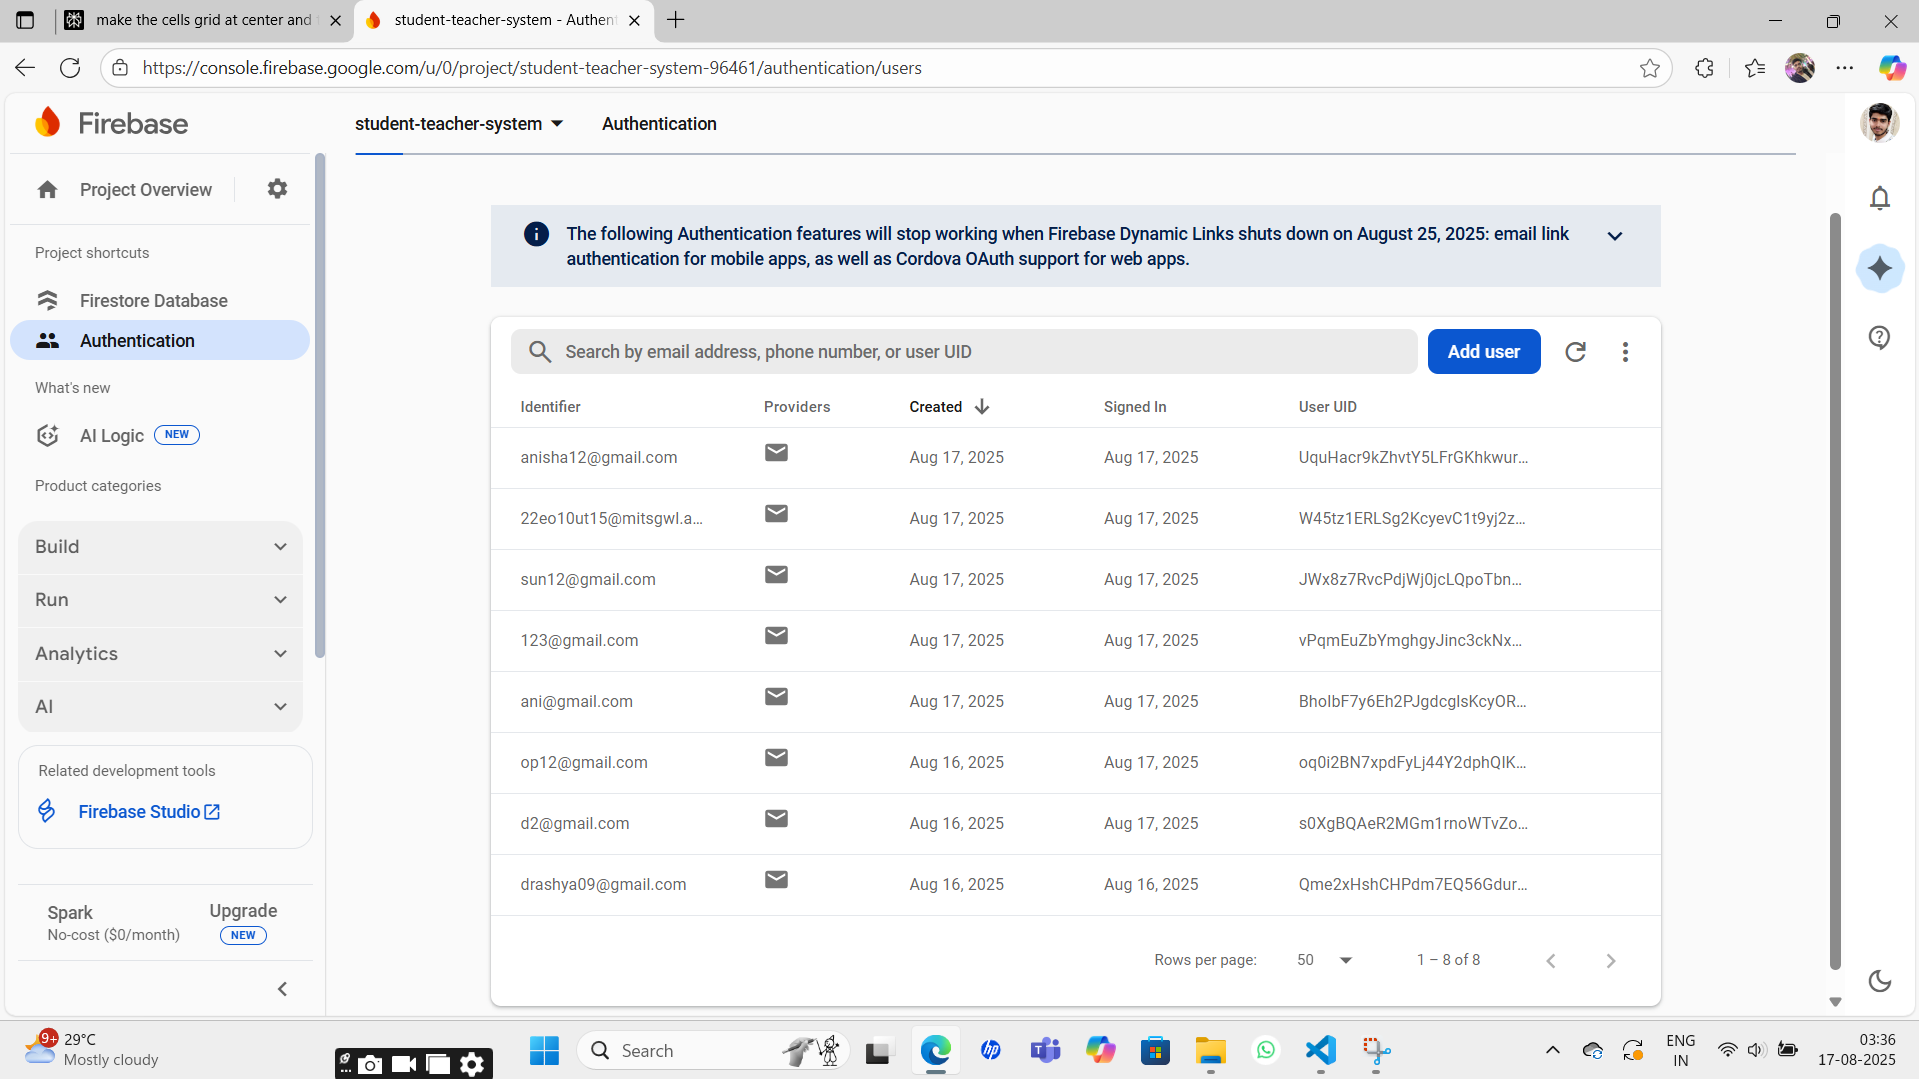 make the cells grid at center and
student-teacher-system - Authen
https://console.firebase.google.com/u/0/project/student-teacher-system-96461/authentication/users
Firebase
student-teacher-system
Authentication
Project Overview
Project shortcuts
Firestore Database
Authentication
What's new
AI Logic NEW
Product categories
Build
Run
Analytics
AI
Related development tools
Firebase Studio
Spark
No-cost ($0/month)
Upgrade
NEW
The following Authentication features will stop working when Firebase Dynamic Links shuts down on August 25, 2025: email link
authentication for mobile apps, as well as Cordova OAuth support for web apps.
Search by email address, phone number, or user UID
Add user
Identifier Providers Created Signed In User UID
anisha12@gmail.com Aug 17, 2025 Aug 17, 2025 UquHacr9kZhvtY5LFrGKhkwur...
22eo10ut15@mitsgwl.a... Aug 17, 2025 Aug 17, 2025 W45tz1ERLSg2KcyevC1t9yj2z...
sun12@gmail.com Aug 17, 2025 Aug 17, 2025 JWx8z7RvcPdjWj0jcLQpoTbn...
123@gmail.com Aug 17, 2025 Aug 17, 2025 vPqmEuZbYmghgyJinc3ckNx...
ani@gmail.com Aug 17, 2025 Aug 17, 2025 BholbF7y6Eh2PJgdcglsKcyOR...
op12@gmail.com Aug 16, 2025 Aug 17, 2025 oq0i2BN7xpdFyLj44Y2dphQlK...
d2@gmail.com Aug 16, 2025 Aug 17, 2025 s0XgBQAeR2MGm1rnoWTvZo...
drashya09@gmail.com Aug 16, 2025 Aug 16, 2025 Qme2xHshCHPdm7EQ56Gdur...
Rows per page: 50 1 – 8 of 8
9+
29°C
Mostly cloudy
Search
hp
ENG
IN
03:36
17-08-2025